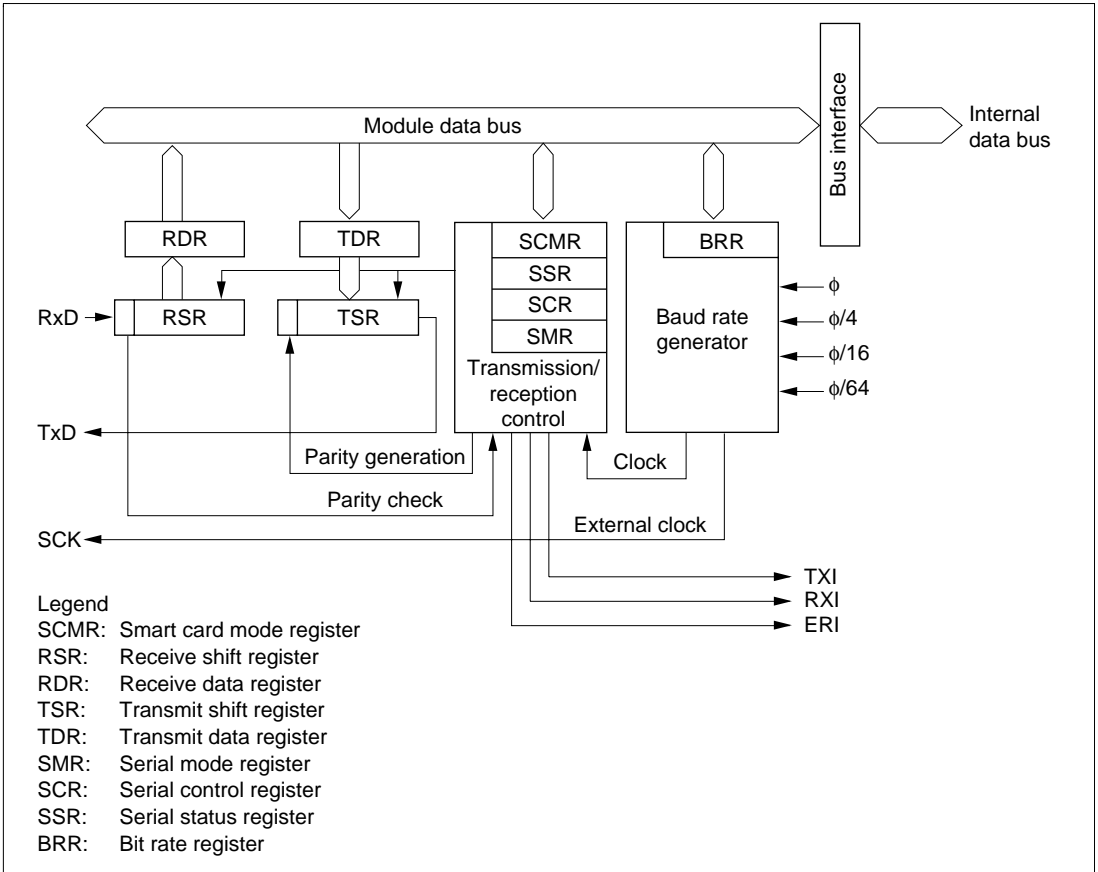 Module data bus
Bus interface
Internal
data bus
RDR
TDR
SCMR
SSR
SCR
SMR
Transmission/
reception
control
BRR
Baud rate
generator
ϕ
ϕ/4
ϕ/16
ϕ/64
RxD
RSR
TSR
TxD
Parity generation
Clock
Parity check
External clock
SCK
TXI
RXI
ERI
Legend
SCMR: Smart card mode register
RSR: Receive shift register
RDR: Receive data register
TSR: Transmit shift register
TDR: Transmit data register
SMR: Serial mode register
SCR: Serial control register
SSR: Serial status register
BRR: Bit rate register